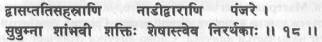 द्वासप्ततिसहस्राणि नाडीद्वाराणि पंजरे ।
सुषुम्ना शांभवी शक्तिः शेषास्त्वेव निरर्थकाः ॥ १८ ॥